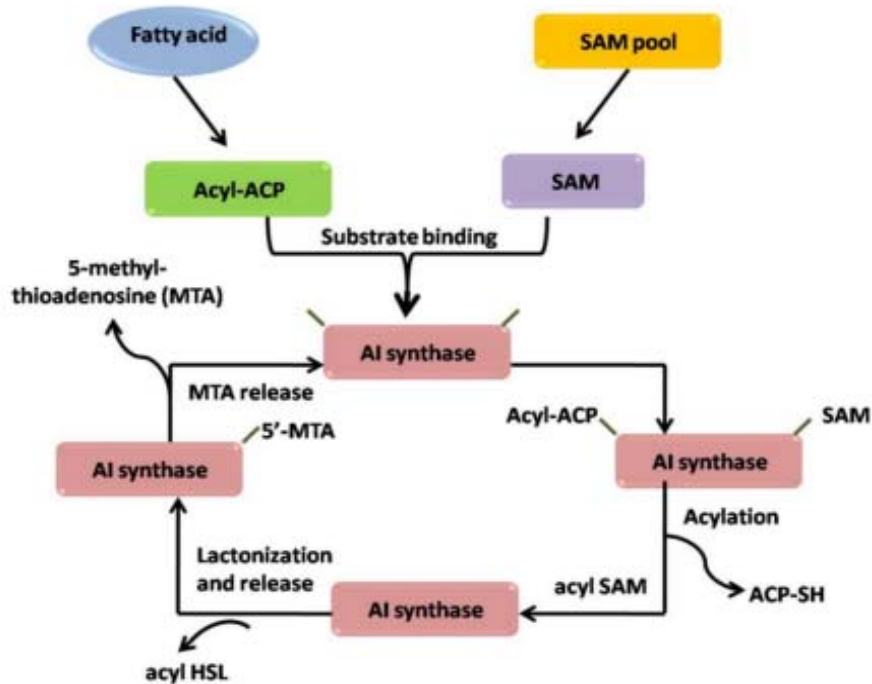 Fatty acid
SAM pool
Acyl-ACP
SAM
Substrate binding
5-methyl-
thioadenosine (MTA)
AI synthase
MTA release
Acyl-ACP
SAM
5'-MTA
AI synthase
AI synthase
Acylation
Lactonization
and release
acyl SAM
ACP-SH
AI synthase
acyl HSL